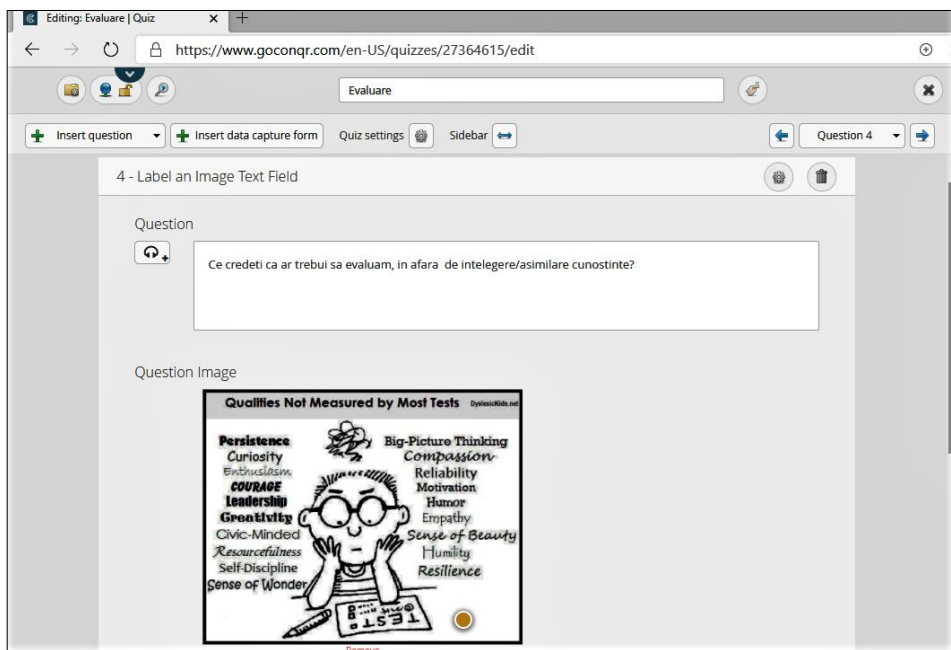 Editing: Evaluare | Quiz
https://www.goconqr.com/en-US/quizzes/27364615/edit
Evaluare
Insert question
Insert data capture form
Quiz settings
Sidebar
Question 4
4 - Label an Image Text Field
Question
Ce credeti ca ar trebui sa evaluam, in afara de intelegere/asimilare cunostinte?
Question Image
Qualities Not Measured by Most Tests DyslexicKids.net
Persistence
Curiosity
Enthusiasm
COURAGE
Leadership
Creativity
Civic-Minded
Resourcefulness
Self-Discipline
Sense of Wonder
Big-Picture Thinking
Compassion
Reliability
Motivation
Humor
Empathy
Sense of Beauty
Humility
Resilience
TEST
Remove